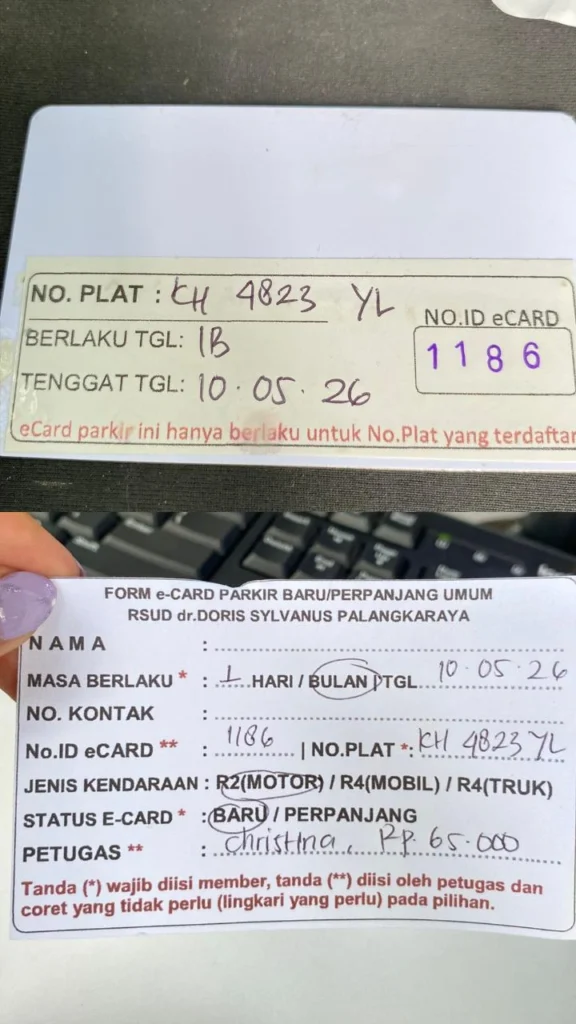 NO. PLAT : KH 4823 YL
NO.ID eCARD
BERLAKU TGL: 1B
1186
TENGGAT TGL: 10.05.26
eCard parkir ini hanya berlaku untuk No.Plat yang terdaftar
FORM e-CARD PARKIR BARU/PERPANJANG UMUM
RSUD dr.DORIS SYLVANUS PALANGKARAYA
NAMA :
MASA BERLAKU * : 1 HARI / BULAN / TGL 10.05.26
NO. KONTAK :
No.ID eCARD ** : 1186 | NO.PLAT *: KH 4823 YL
JENIS KENDARAAN : R2(MOTOR) / R4(MOBIL) / R4(TRUK)
STATUS E-CARD * : BARU / PERPANJANG
PETUGAS ** : Christina, Rp. 65.000
Tanda (*) wajib diisi member, tanda (**) diisi oleh petugas dan
coret yang tidak perlu (lingkari yang perlu) pada pilihan.